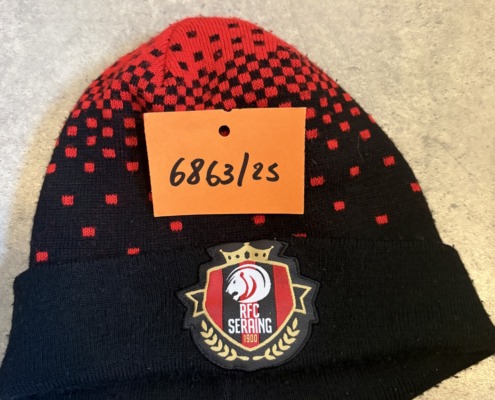 6863/25
RFC
SERAING
1900